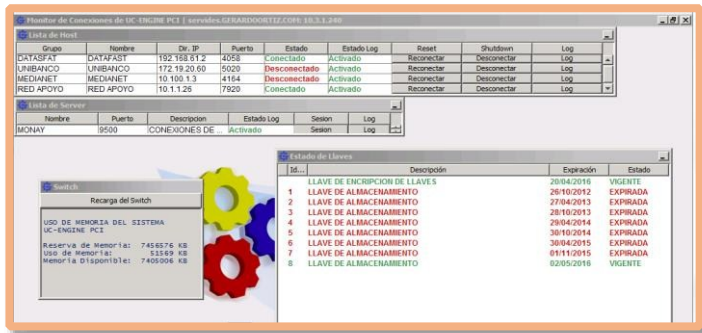 Monitor de Conexiones de UC-ENGINE PCI | servides.GERARDOORTIZ.COM: 10.3.1.240
Lista de Host
Grupo Nombre Dir. IP Puerto Estado Estado Log Reset Shutdown Log
DATASFAT DATAFAST 192.168.61.2 4058 Conectado Activado Reconectar Desconectar Log
UNIBANCO UNIBANCO 172.19.20.60 5020 Desconectado Activado Reconectar Desconectar Log
MEDIANET MEDIANET 10.100.1.3 4164 Desconectado Activado Reconectar Desconectar Log
RED APOYO RED APOYO 10.1.1.26 7920 Conectado Activado Reconectar Desconectar Log
Lista de Server
Nombre Puerto Descripcion Estado Log Sesion Log
MONAY 9500 CONEXIONES DE ... Activado Sesion Log
Estado de Llaves
Id... Descripción Expiración Estado
LLAVE DE ENCRIPCION DE LLAVES 20/04/2016 VIGENTE
1 LLAVE DE ALMACENAMIENTO 26/10/2012 EXPIRADA
2 LLAVE DE ALMACENAMIENTO 27/04/2013 EXPIRADA
3 LLAVE DE ALMACENAMIENTO 28/10/2013 EXPIRADA
4 LLAVE DE ALMACENAMIENTO 29/04/2014 EXPIRADA
5 LLAVE DE ALMACENAMIENTO 30/10/2014 EXPIRADA
6 LLAVE DE ALMACENAMIENTO 30/04/2015 EXPIRADA
7 LLAVE DE ALMACENAMIENTO 01/11/2015 EXPIRADA
8 LLAVE DE ALMACENAMIENTO 02/05/2016 VIGENTE
Switch
Recarga del Switch
USO DE MEMORIA DEL SISTEMA
UC-ENGINE PCI
Reserva de Memoria: 7456576 KB
Uso de Memoria: 51569 KB
Memoria Disponible: 7405006 KB